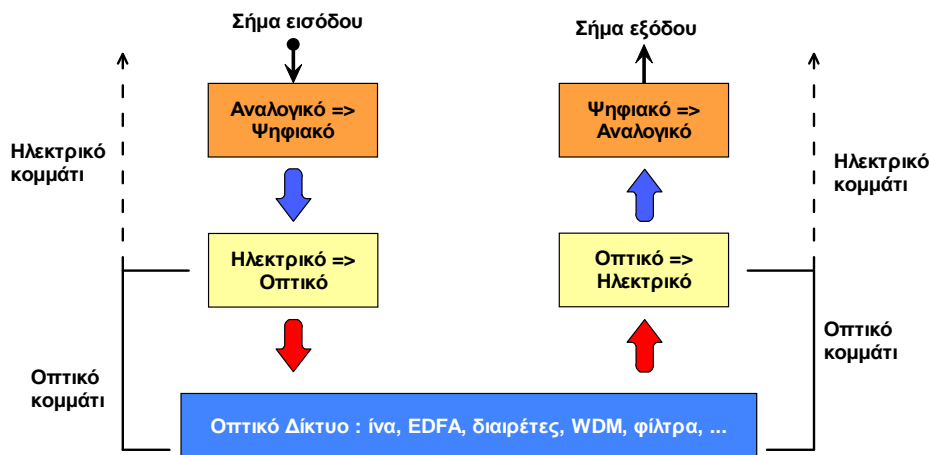 Σήμα εισόδου
Σήμα εξόδου
Αναλογικό =>
Ψηφιακό
Ψηφιακό =>
Αναλογικό
Ηλεκτρικό
κομμάτι
Ηλεκτρικό
κομμάτι
Ηλεκτρικό =>
Οπτικό
Οπτικό =>
Ηλεκτρικό
Οπτικό
κομμάτι
Οπτικό
κομμάτι
Οπτικό Δίκτυο : ίνα, EDFA, διαιρέτες, WDM, φίλτρα, ...